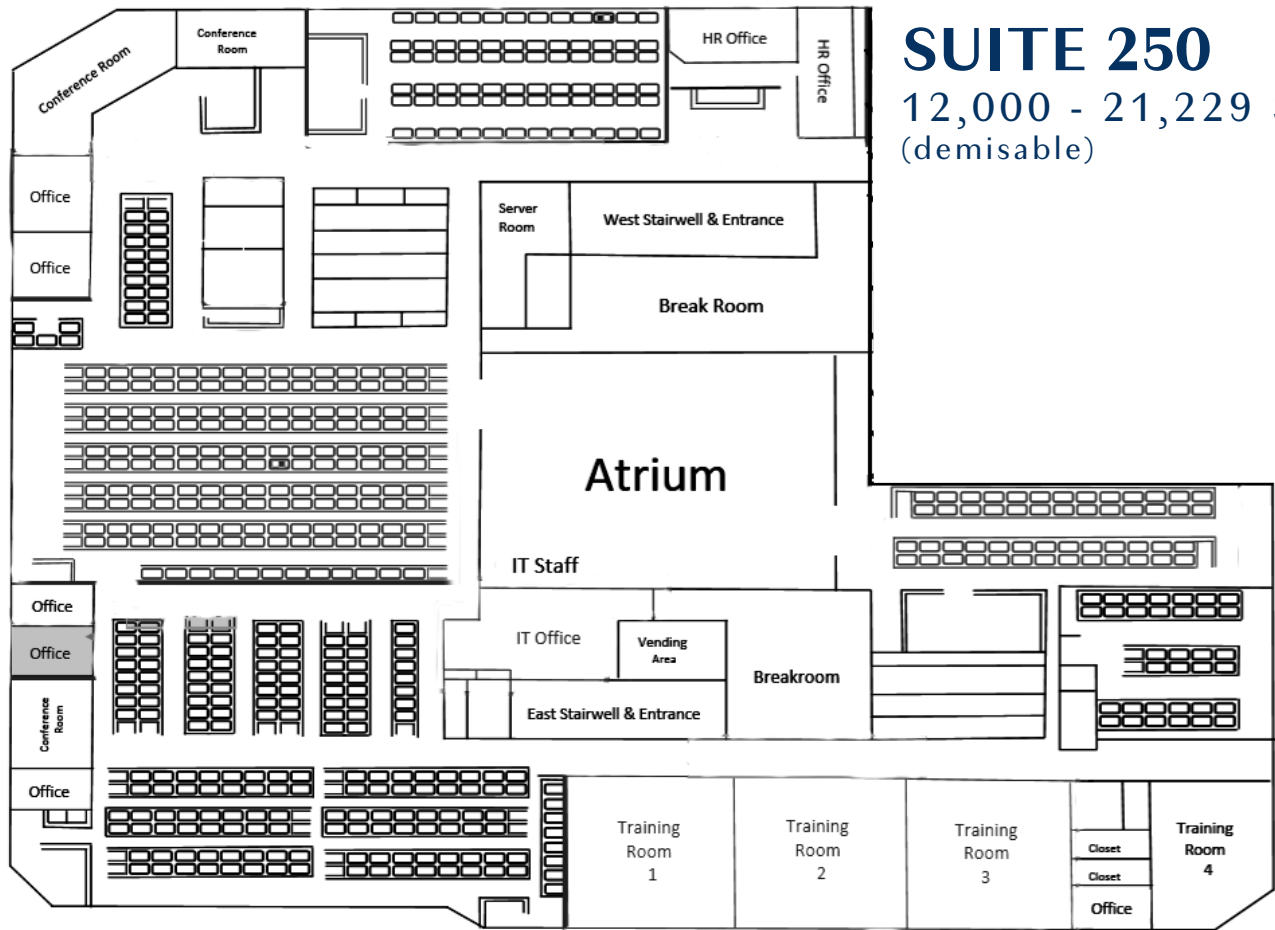 SUITE 250
12,000 - 21,229
(demisable)
Conference Room
Conference
Room
HR Office
HR Office
Office
Office
Server
Room
West Stairwell & Entrance
Break Room
Atrium
IT Staff
Office
Office
IT Office
Vending
Area
Breakroom
Conference
Room
East Stairwell & Entrance
Office
Training
Room
1
Training
Room
2
Training
Room
3
Closet
Closet
Office
Training
Room
4